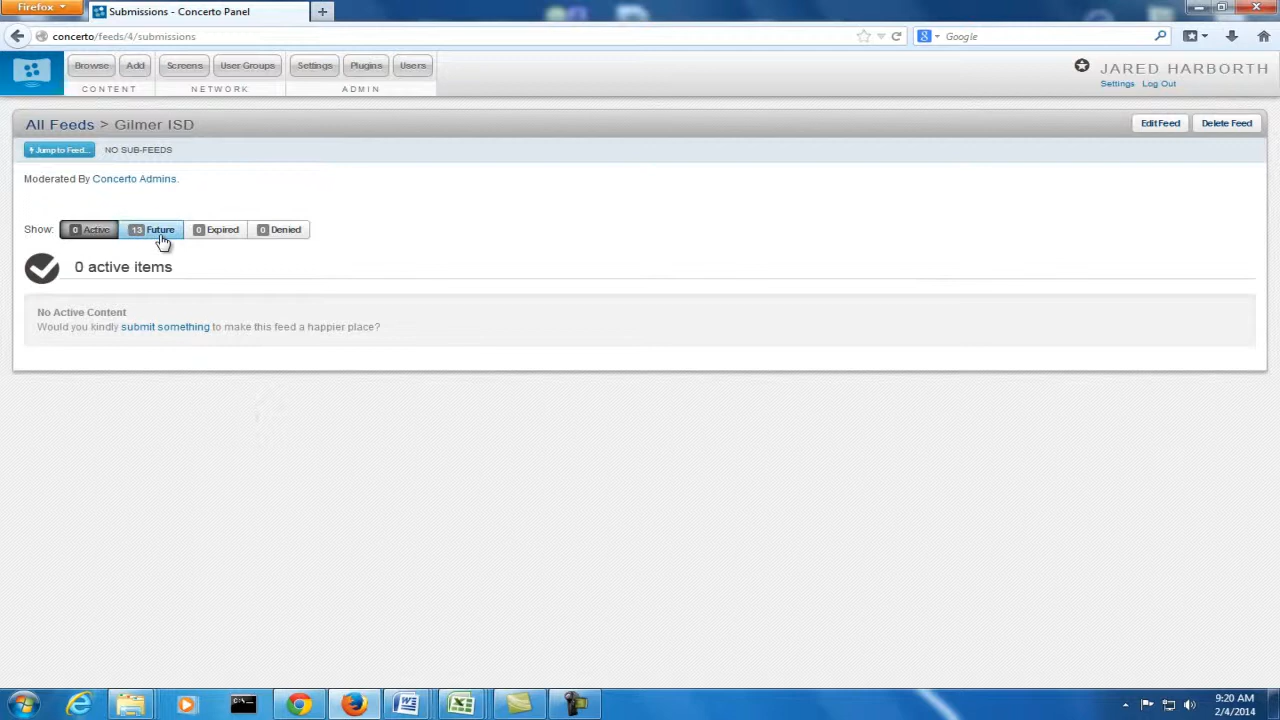 Firefox
Submissions - Concerto Panel
concerto/feeds/4/submissions
Google
Browse Add Screens User Groups Settings Plugins Users
CONTENT NETWORK ADMIN
JARED HARBORTH
Settings Log Out
All Feeds > Gilmer ISD
Edit Feed Delete Feed
Jump to Feed... NO SUB-FEEDS
Moderated By Concerto Admins.
Show: 0 Active 13 Future 0 Expired 0 Denied
0 active items
No Active Content
Would you kindly submit something to make this feed a happier place?
9:20 AM
2/4/2014